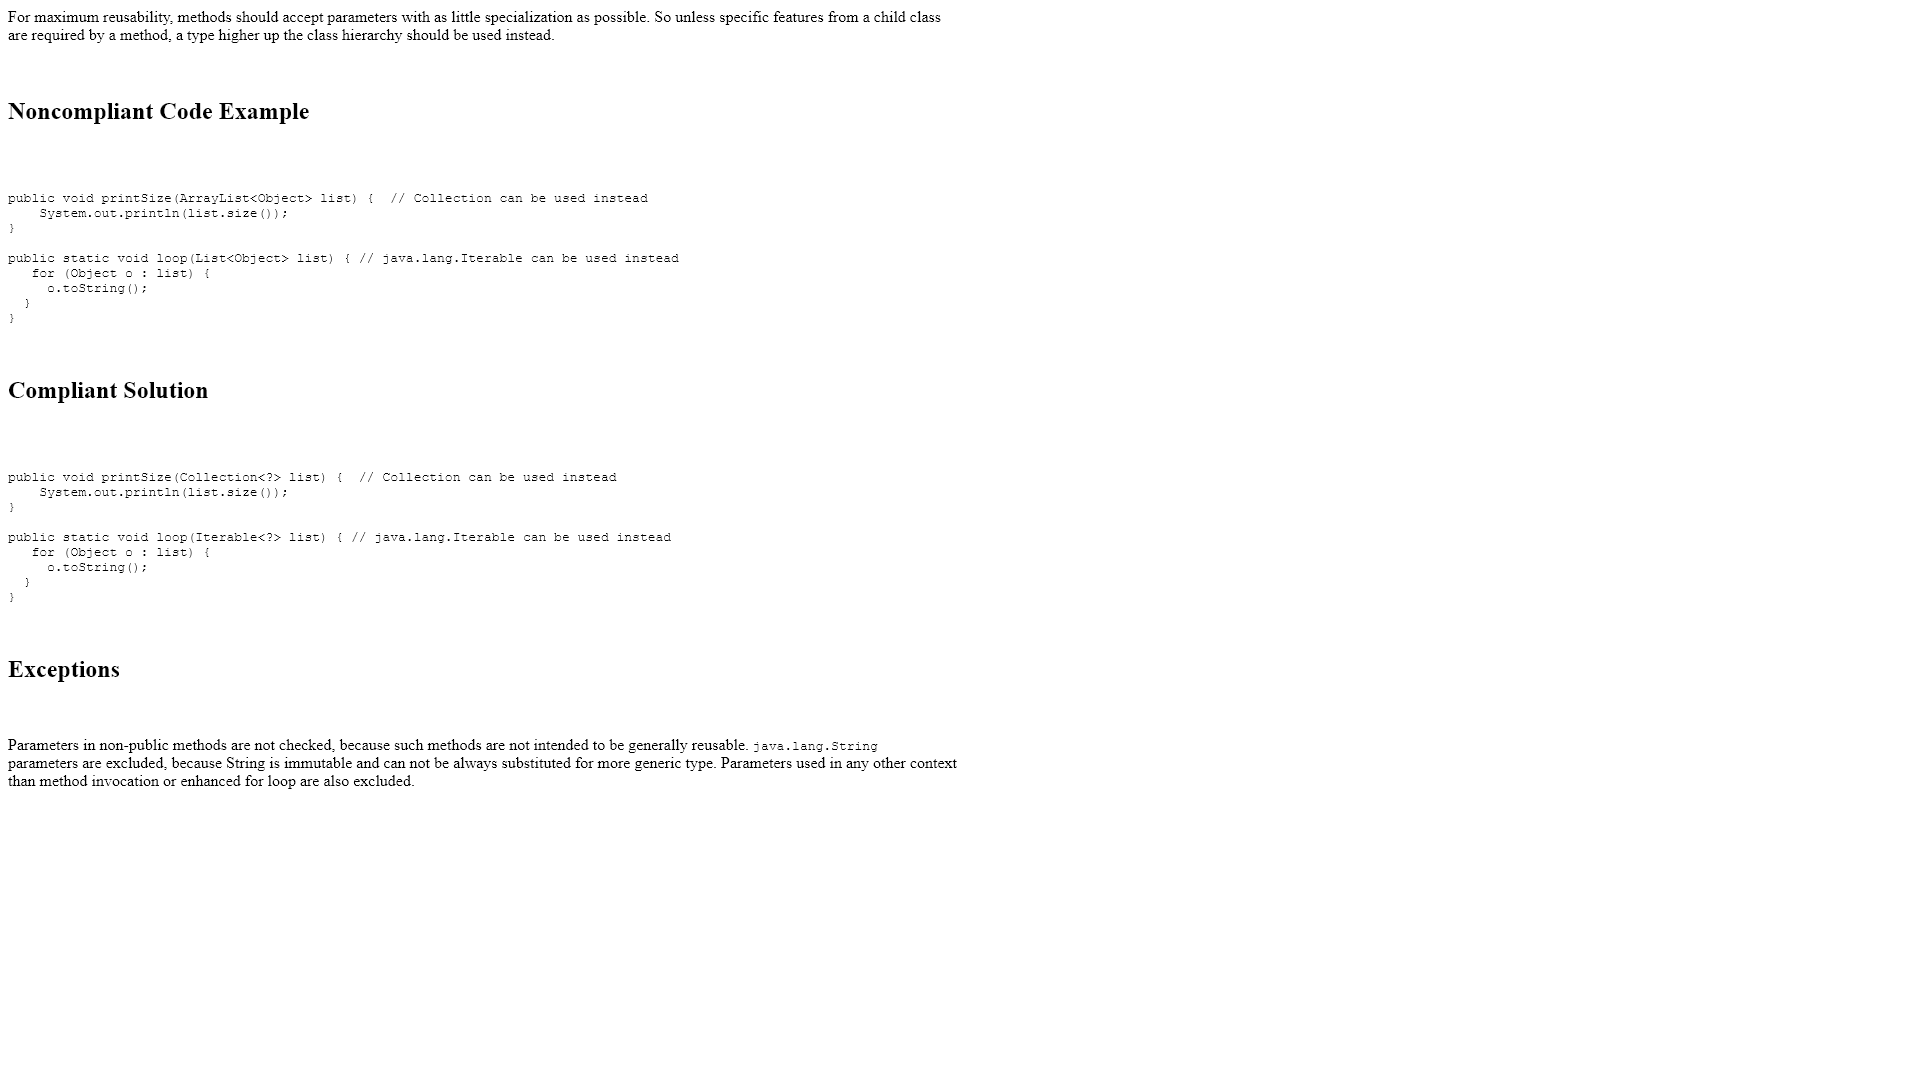 For maximum reusability, methods should accept parameters with as little specialization as possible. So unless specific features from a child class
are required by a method, a type higher up the class hierarchy should be used instead.
Noncompliant Code Example
public void printSize(ArrayList<Object> list) {  // Collection can be used instead
    System.out.println(list.size());
}
public static void loop(List<Object> list) { // java.lang.Iterable can be used instead
   for (Object o : list) {
     o.toString();
  }
}
Compliant Solution
public void printSize(Collection<?> list) {  // Collection can be used instead
    System.out.println(list.size());
}
public static void loop(Iterable<?> list) { // java.lang.Iterable can be used instead
   for (Object o : list) {
     o.toString();
  }
}
Exceptions
Parameters in non-public methods are not checked, because such methods are not intended to be generally reusable. java.lang.String
parameters are excluded, because String is immutable and can not be always substituted for more generic type. Parameters used in any other context
than method invocation or enhanced for loop are also excluded.